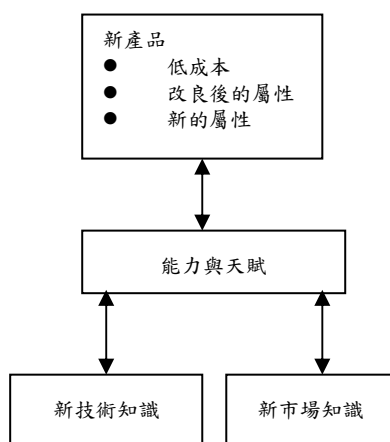 新產品
● 低成本
● 改良後的屬性
● 新的屬性
能力與天賦
新技術知識
新市場知識